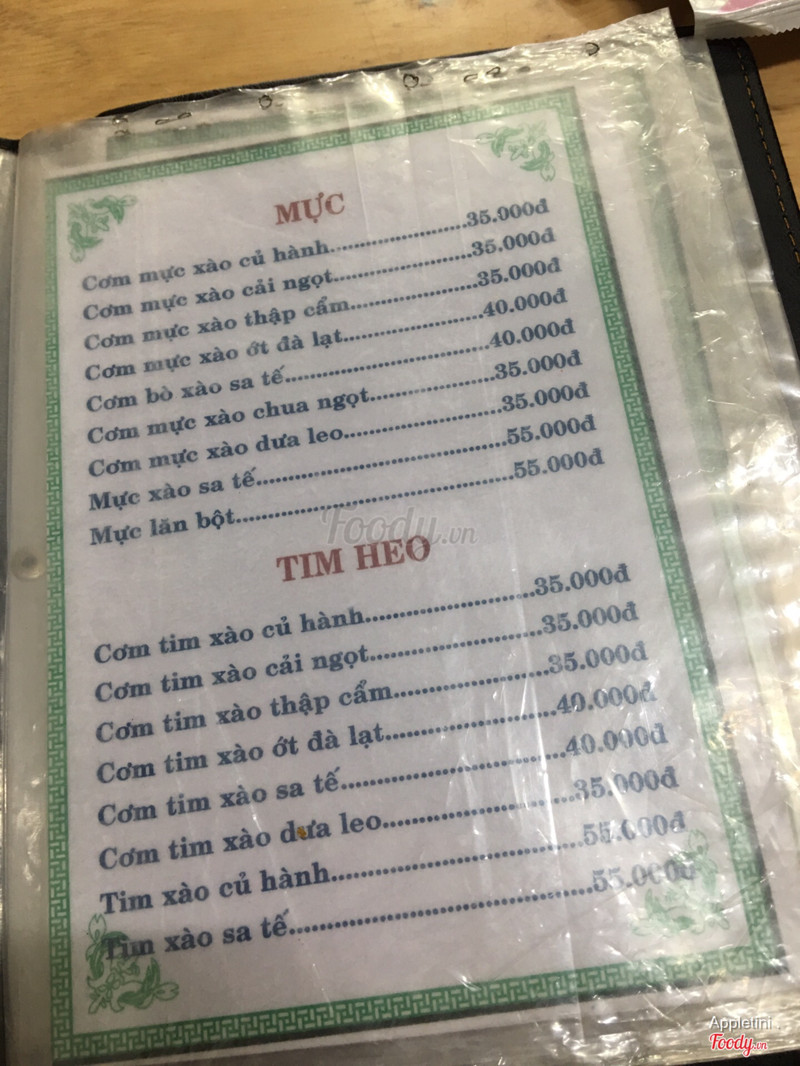 MỰC
Cơm mực xào củ hành........................35.000đ
Cơm mực xào cải ngọt........................35.000đ
Cơm mực xào thập cẩm......................35.000đ
Cơm mực xào ớt đà lạt........................40.000đ
Cơm bò xào sa tế..................................40.000đ
Cơm mực xào chua ngọt.....................35.000đ
Cơm mực xào dưa leo..........................35.000đ
Mực xào sa tế.........................................55.000đ
Mực lăn bột.............................................55.000đ
Foody.vn
TIM HEO
Cơm tim xào củ hành...........................35.000đ
Cơm tim xào cải ngọt...........................35.000đ
Cơm tim xào thập cẩm.........................35.000đ
Cơm tim xào ớt đà lạt...........................40.000đ
Cơm tim xào sa tế..................................40.000đ
Cơm tim xào dưa leo.............................35.000đ
Tim xào củ hành.....................................55.000đ
Tim xào sa tế...........................................55.000đ
Appletini
Foody.vn